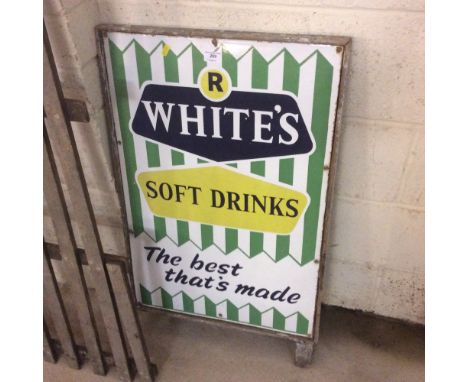 R
WHITE'S
SOFT DRINKS
The best
that's made